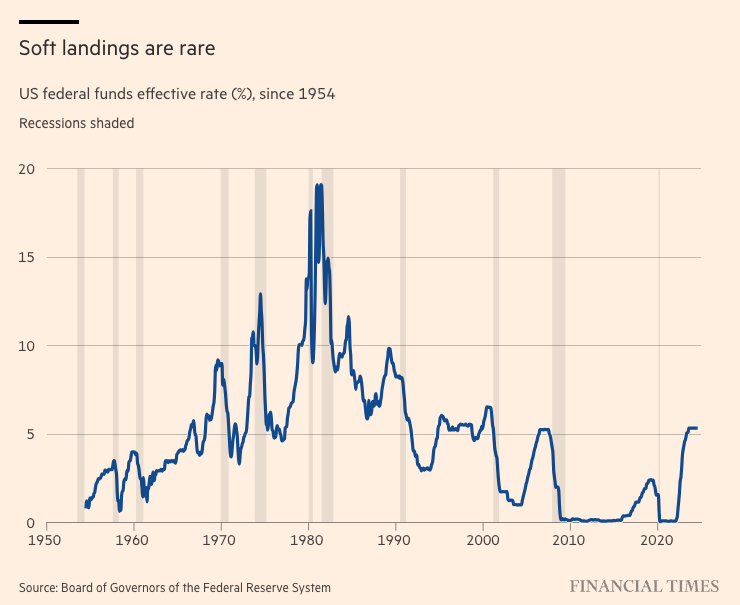 Soft landings are rare
US federal funds effective rate (%), since 1954
Recessions shaded
20
15
10
5
0
1950 1960 1970 1980 1990 2000 2010 2020
Source: Board of Governors of the Federal Reserve System
FINANCIAL TIMES